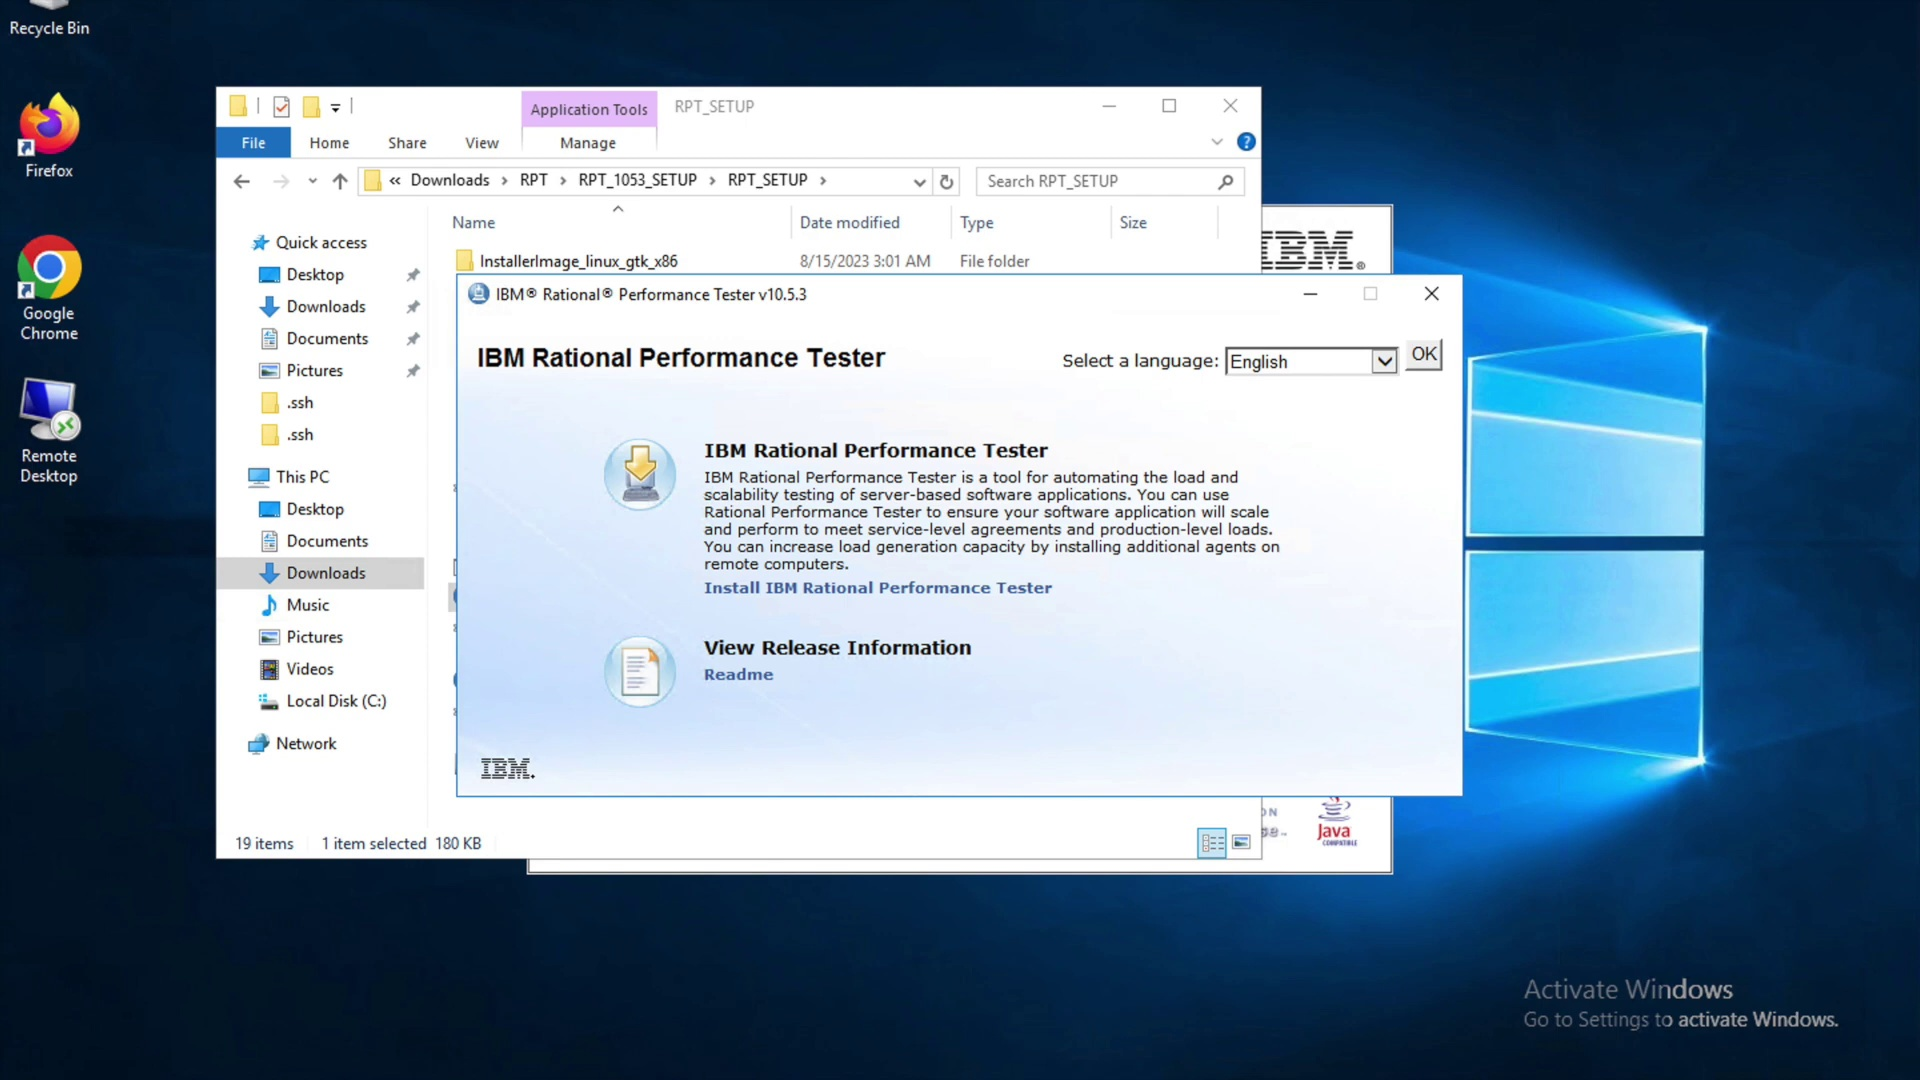 Recycle Bin
Firefox
Google
Chrome
Remote
Desktop
Application Tools
RPT_SETUP
File
Home
Share
View
Manage
« Downloads › RPT › RPT_1053_SETUP › RPT_SETUP ›
Search RPT_SETUP
Name
Date modified
Type
Size
InstallerImage_linux_gtk_x86
8/15/2023 3:01 AM
File folder
Quick access
Desktop
Downloads
Documents
Pictures
.ssh
.ssh
This PC
Desktop
Documents
Downloads
Music
Pictures
Videos
Local Disk (C:)
Network
19 items
1 item selected 180 KB
IBM®
IBM® Rational® Performance Tester v10.5.3
IBM Rational Performance Tester
Select a language:
English
OK
IBM Rational Performance Tester
IBM Rational Performance Tester is a tool for automating the load and
scalability testing of server-based software applications. You can use
Rational Performance Tester to ensure your software application will scale
and perform to meet service-level agreements and production-level loads.
You can increase load generation capacity by installing additional agents on
remote computers.
Install IBM Rational Performance Tester
View Release Information
Readme
IBM.
Java
COMPATIBLE
Activate Windows
Go to Settings to activate Windows.